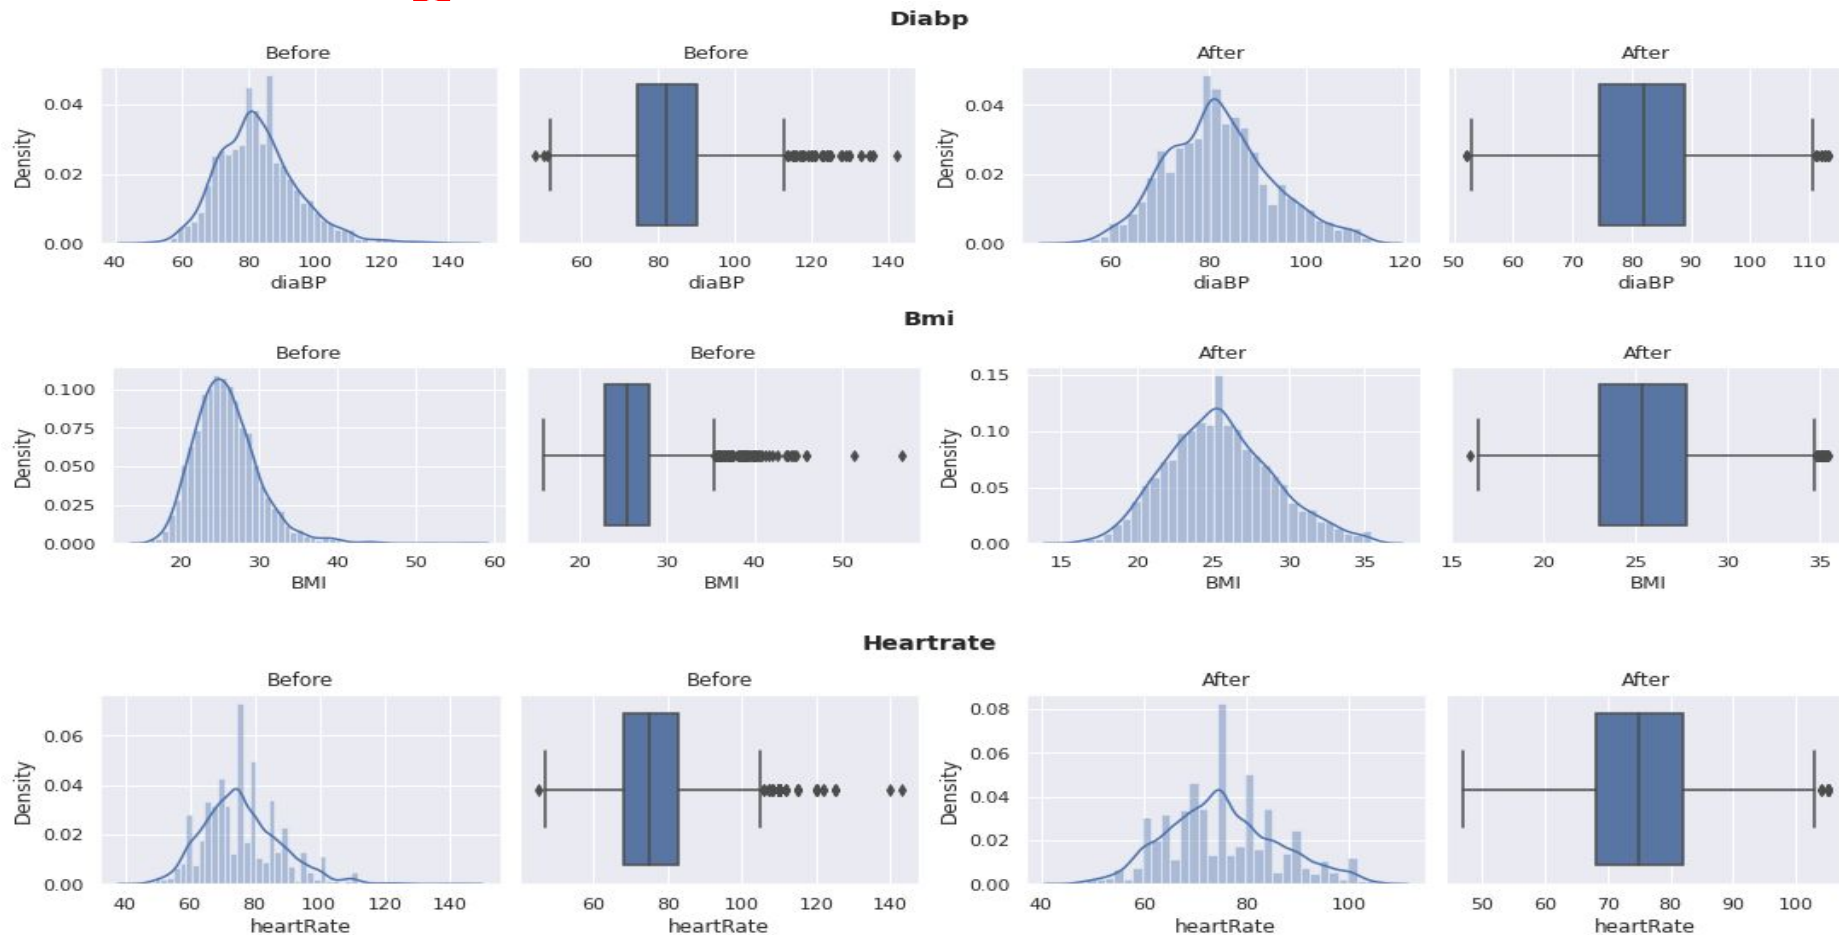 Diabp
Before Before After After
0.04 0.02 0.00 Density
40 60 80 100 120 140
diaBP
60 80 100 120 140
diaBP
0.04 0.02 0.00 Density
60 80 100 120
diaBP
50 60 70 80 90 100 110
diaBP
Bmi
Before Before After After
0.100 0.075 0.050 0.025 0.000 Density
20 30 40 50 60
BMI
20 30 40 50
BMI
0.15 0.10 0.05 0.00 Density
15 20 25 30 35
BMI
15 20 25 30 35
BMI
Heartrate
Before Before After After
0.06 0.04 0.02 0.00 Density
40 60 80 100 120 140
heartRate
60 80 100 120 140
heartRate
0.08 0.06 0.04 0.02 0.00 Density
40 60 80 100
heartRate
50 60 70 80 90 100
heartRate